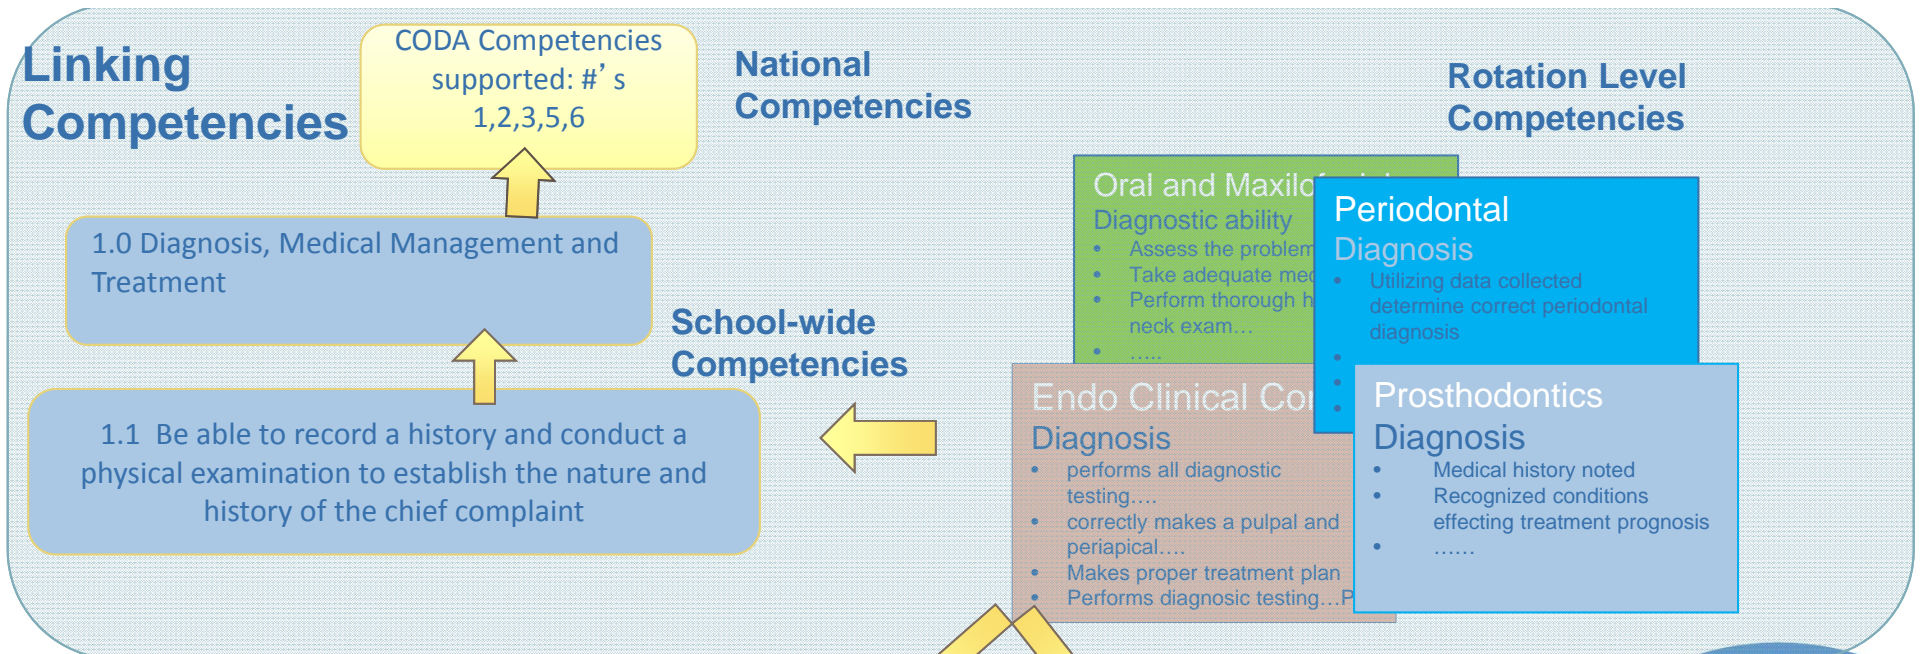 Linking
Competencies
CODA Competencies
supported: #’s
1,2,3,5,6
National
Competencies
Rotation Level
Competencies
1.0 Diagnosis, Medical Management and
Treatment
School-wide
Competencies
1.1 Be able to record a history and conduct a
physical examination to establish the nature and
history of the chief complaint
Oral and
Diagnostic ability
• Assess the problem
• Take adequate
• Perform thorough
neck exam…
• …..
Periodontal
Diagnosis
• Utilizing data collected
determine correct periodontal
diagnosis
•
•
•
Endo Clinical
Diagnosis
• performs all diagnostic
testing….
• correctly makes a pulpal and
periapical….
• Makes proper treatment plan
• Performs diagnosic testing…P
Prosthodontics
Diagnosis
• Medical history noted
• Recognized conditions
effecting treatment prognosis
• ……